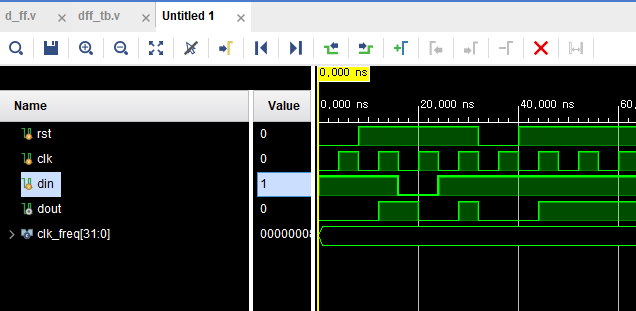 d_ff.v × dff_tb.v × Untitled 1 ×
0,000 ns
Name Value
0,000 ns 20,000 ns 40,000 ns 60,
rst 0
clk 0
din 1
dout 0
clk_freq[31:0]